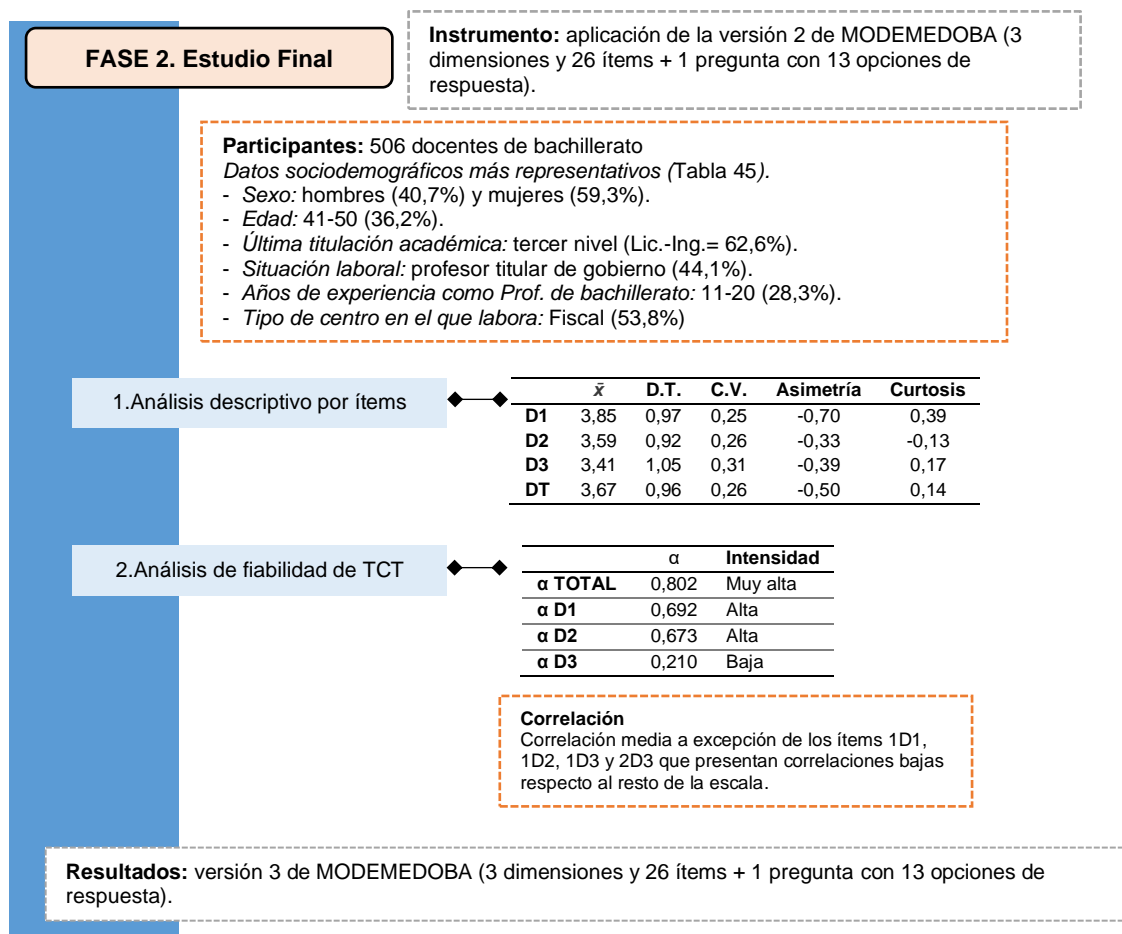 FASE 2. Estudio Final
Instrumento: aplicación de la versión 2 de MODEMEDOBA (3
dimensiones y 26 ítems + 1 pregunta con 13 opciones de
respuesta).
Participantes: 506 docentes de bachillerato
Datos sociodemográficos más representativos (Tabla 45).
- Sexo: hombres (40,7%) y mujeres (59,3%).
- Edad: 41-50 (36,2%).
- Última titulación académica: tercer nivel (Lic.-Ing.= 62,6%).
- Situación laboral: profesor titular de gobierno (44,1%).
- Años de experiencia como Prof. de bachillerato: 11-20 (28,3%).
- Tipo de centro en el que labora: Fiscal (53,8%)
1.Análisis descriptivo por ítems
x̄ D.T. C.V. Asimetría Curtosis
D1 3,85 0,97 0,25 -0,70 0,39
D2 3,59 0,92 0,26 -0,33 -0,13
D3 3,41 1,05 0,31 -0,39 0,17
DT 3,67 0,96 0,26 -0,50 0,14
2.Análisis de fiabilidad de TCT
α Intensidad
α TOTAL 0,802 Muy alta
α D1 0,692 Alta
α D2 0,673 Alta
α D3 0,210 Baja
Correlación
Correlación media a excepción de los ítems 1D1,
1D2, 1D3 y 2D3 que presentan correlaciones bajas
respecto al resto de la escala.
Resultados: versión 3 de MODEMEDOBA (3 dimensiones y 26 ítems + 1 pregunta con 13 opciones de
respuesta).